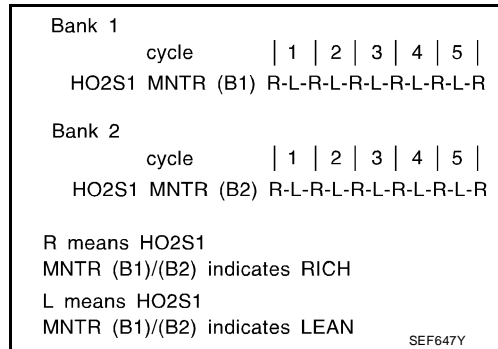 Bank 1
cycle | 1 | 2 | 3 | 4 | 5 |
HO2S1 MNTR (B1) R-L-R-L-R-L-R-L-R-L-R
Bank 2
cycle | 1 | 2 | 3 | 4 | 5 |
HO2S1 MNTR (B2) R-L-R-L-R-L-R-L-R-L-R
R means HO2S1
MNTR (B1)/(B2) indicates RICH
L means HO2S1
MNTR (B1)/(B2) indicates LEAN
SEF647Y